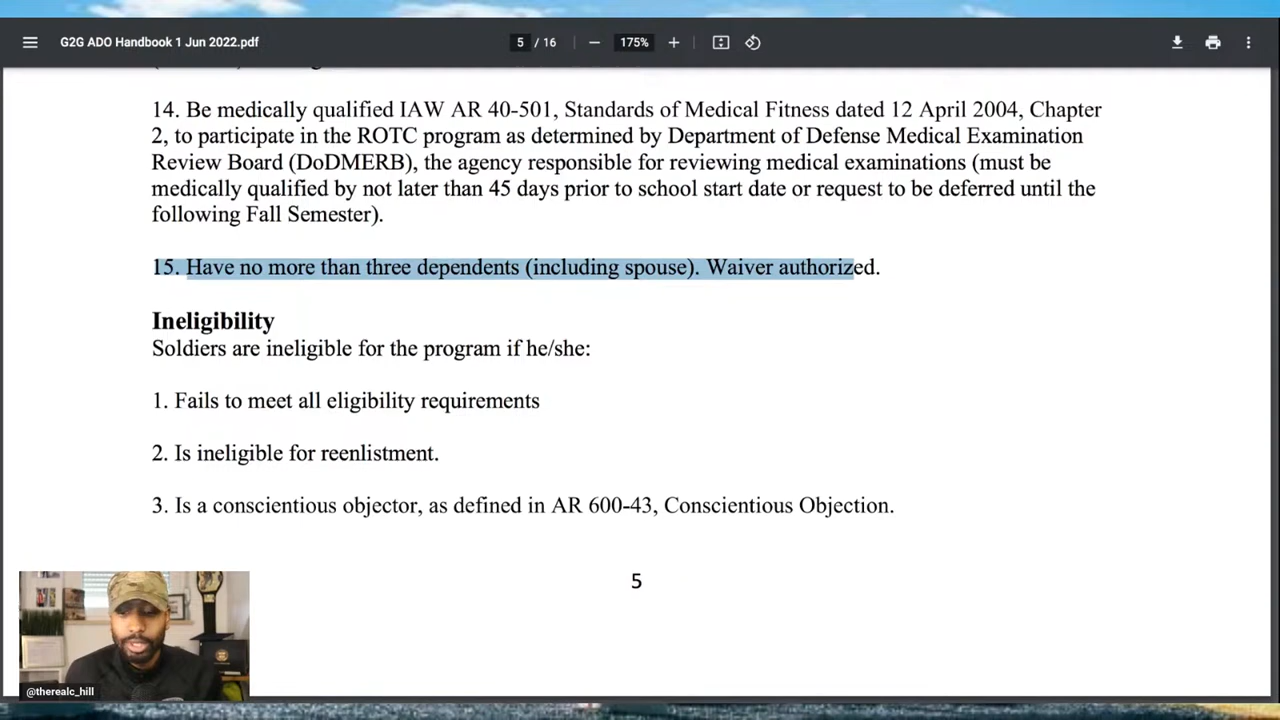 G2G ADO Handbook 1 Jun 2022.pdf
5 / 16
175%
14. Be medically qualified IAW AR 40-501, Standards of Medical Fitness dated 12 April 2004, Chapter
2, to participate in the ROTC program as determined by Department of Defense Medical Examination
Review Board (DoDMERB), the agency responsible for reviewing medical examinations (must be
medically qualified by not later than 45 days prior to school start date or request to be deferred until the
following Fall Semester).
15. Have no more than three dependents (including spouse). Waiver authorized.
Ineligibility
Soldiers are ineligible for the program if he/she:
1. Fails to meet all eligibility requirements
2. Is ineligible for reenlistment.
3. Is a conscientious objector, as defined in AR 600-43, Conscientious Objection.
5
@therealc_hill